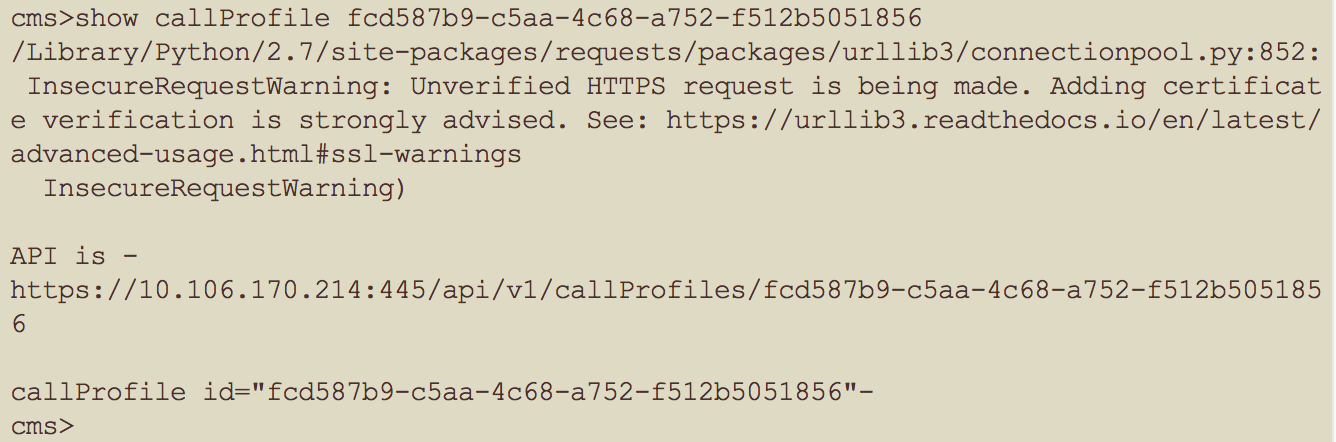 cms>show callProfile fcd587b9-c5aa-4c68-a752-f512b5051856
/Library/Python/2.7/site-packages/requests/packages/urllib3/connectionpool.py:852:
 InsecureRequestWarning: Unverified HTTPS request is being made. Adding certificat
e verification is strongly advised. See: https://urllib3.readthedocs.io/en/latest/
advanced-usage.html#ssl-warnings
  InsecureRequestWarning)
API is -
https://10.106.170.214:445/api/v1/callProfiles/fcd587b9-c5aa-4c68-a752-f512b505185
6
callProfile id="fcd587b9-c5aa-4c68-a752-f512b5051856"-
cms>